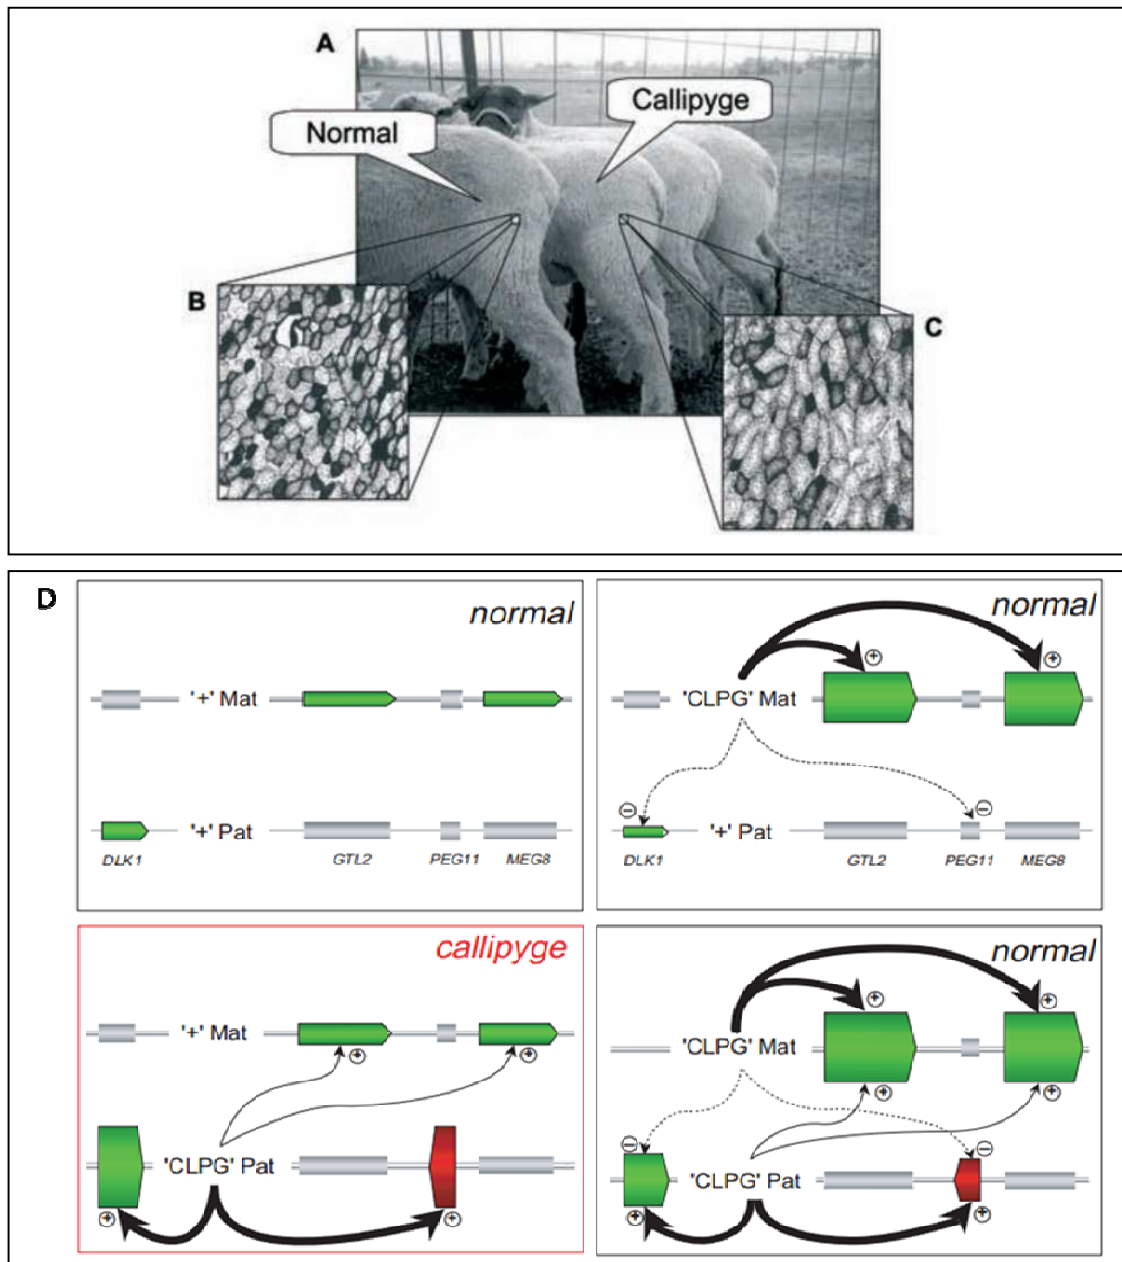 A
Callipyge
Normal
B
C
D
normal
'+' Mat
'+' Pat
DLK1
GTL2
PEG11
MEG8
normal
'CLPG' Mat
+
+
−
−
'+' Pat
DLK1
GTL2
PEG11
MEG8
callipyge
'+' Mat
+
+
'CLPG' Pat
+
+
normal
'CLPG' Mat
+
+
+
+
−
−
'CLPG' Pat
+
+